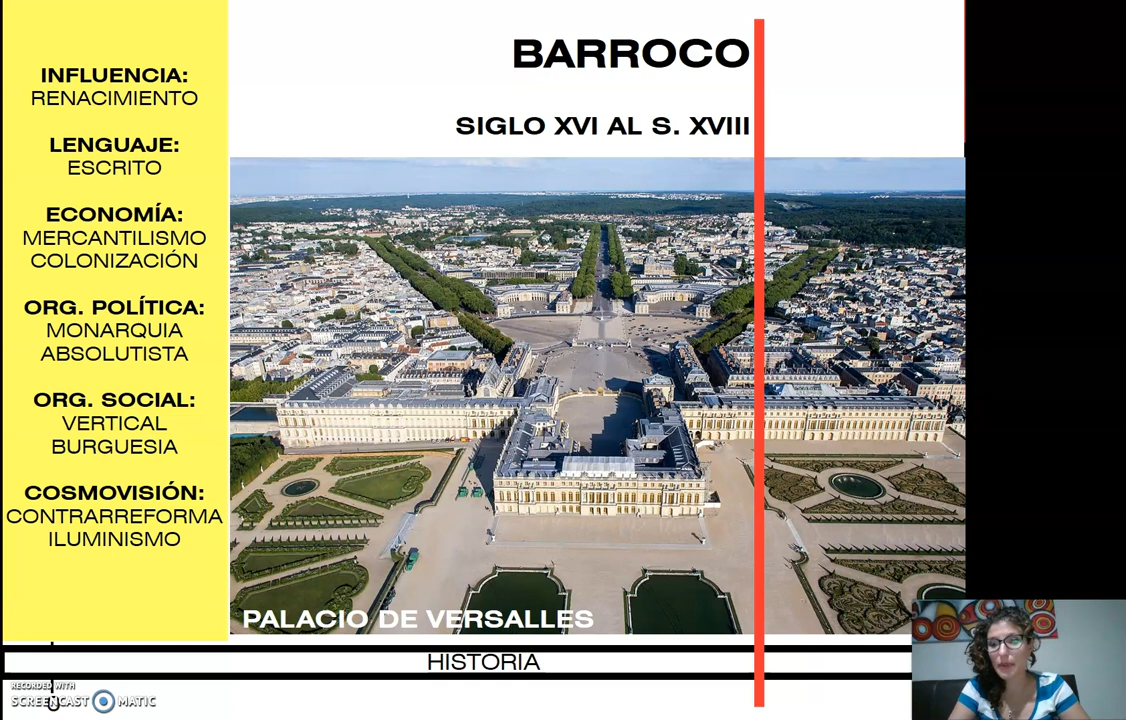 INFLUENCIA:
RENACIMIENTO
LENGUAJE:
ESCRITO
ECONOMÍA:
MERCANTILISMO
COLONIZACIÓN
ORG. POLÍTICA:
MONARQUIA
ABSOLUTISTA
ORG. SOCIAL:
VERTICAL
BURGUESIA
COSMOVISIÓN:
CONTRARREFORMA
ILUMINISMO
BARROCO
SIGLO XVI AL S. XVIII
PALACIO DE VERSALLES
HISTORIA
RECORDED WITH
SCREENCAST MATIC